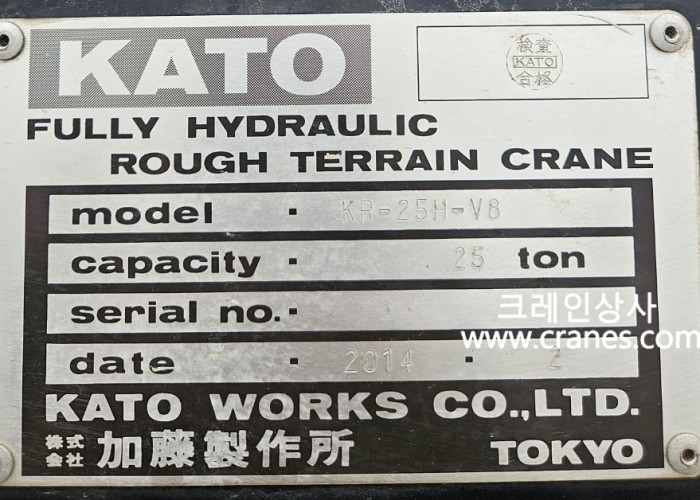 KATO
検査
KATO
合格
FULLY HYDRAULIC
ROUGH TERRAIN CRANE
model · KR-25H-V8
capacity · 25 ton
serial no. ·
크레인상사
www.cranes.com
date · 2014 · 2
KATO WORKS CO.,LTD.
株式会社 加藤製作所 TOKYO